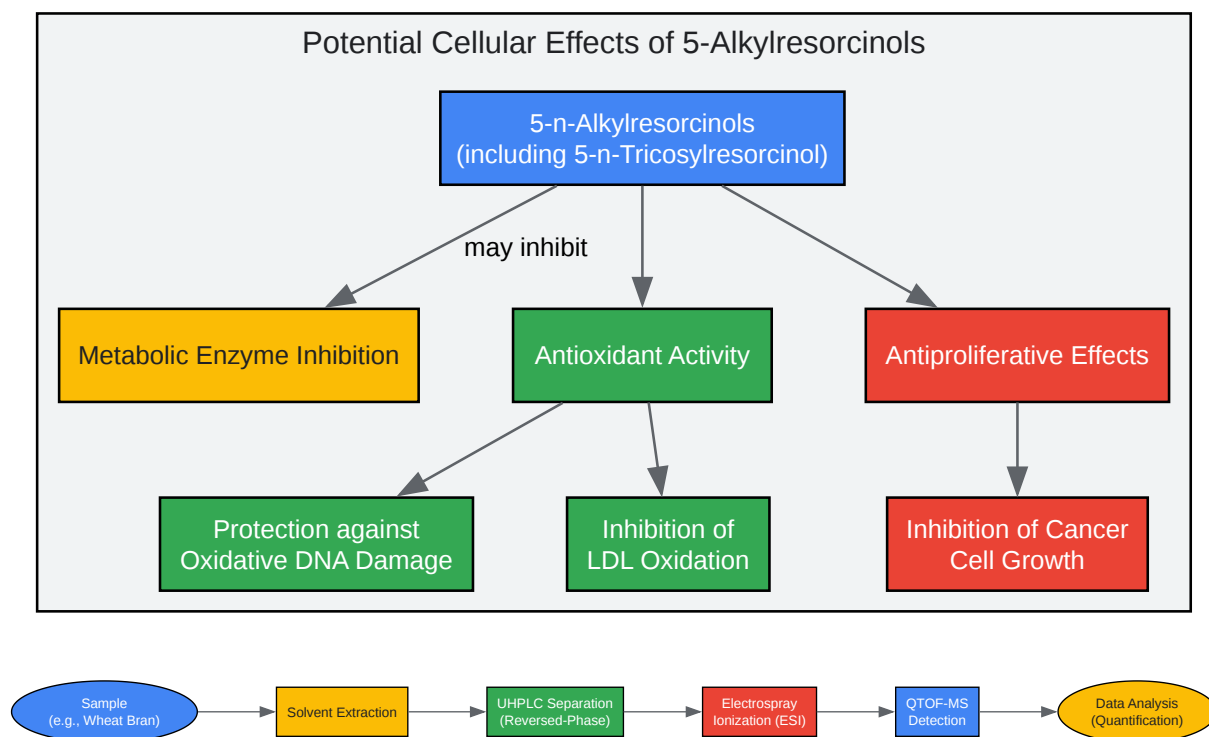 Potential Cellular Effects of 5-Alkylresorcinols
5-n-Alkylresorcinols
(including 5-n-Tricosylresorcinol)
may inhibit
Metabolic Enzyme Inhibition
Antioxidant Activity
Antiproliferative Effects
Protection against
Oxidative DNA Damage
Inhibition of
LDL Oxidation
Inhibition of Cancer
Cell Growth
Sample
(e.g., Wheat Bran)
Solvent Extraction
UHPLC Separation
(Reversed-Phase)
Electrospray
Ionization (ESI)
QTOF-MS
Detection
Data Analysis
(Quantification)